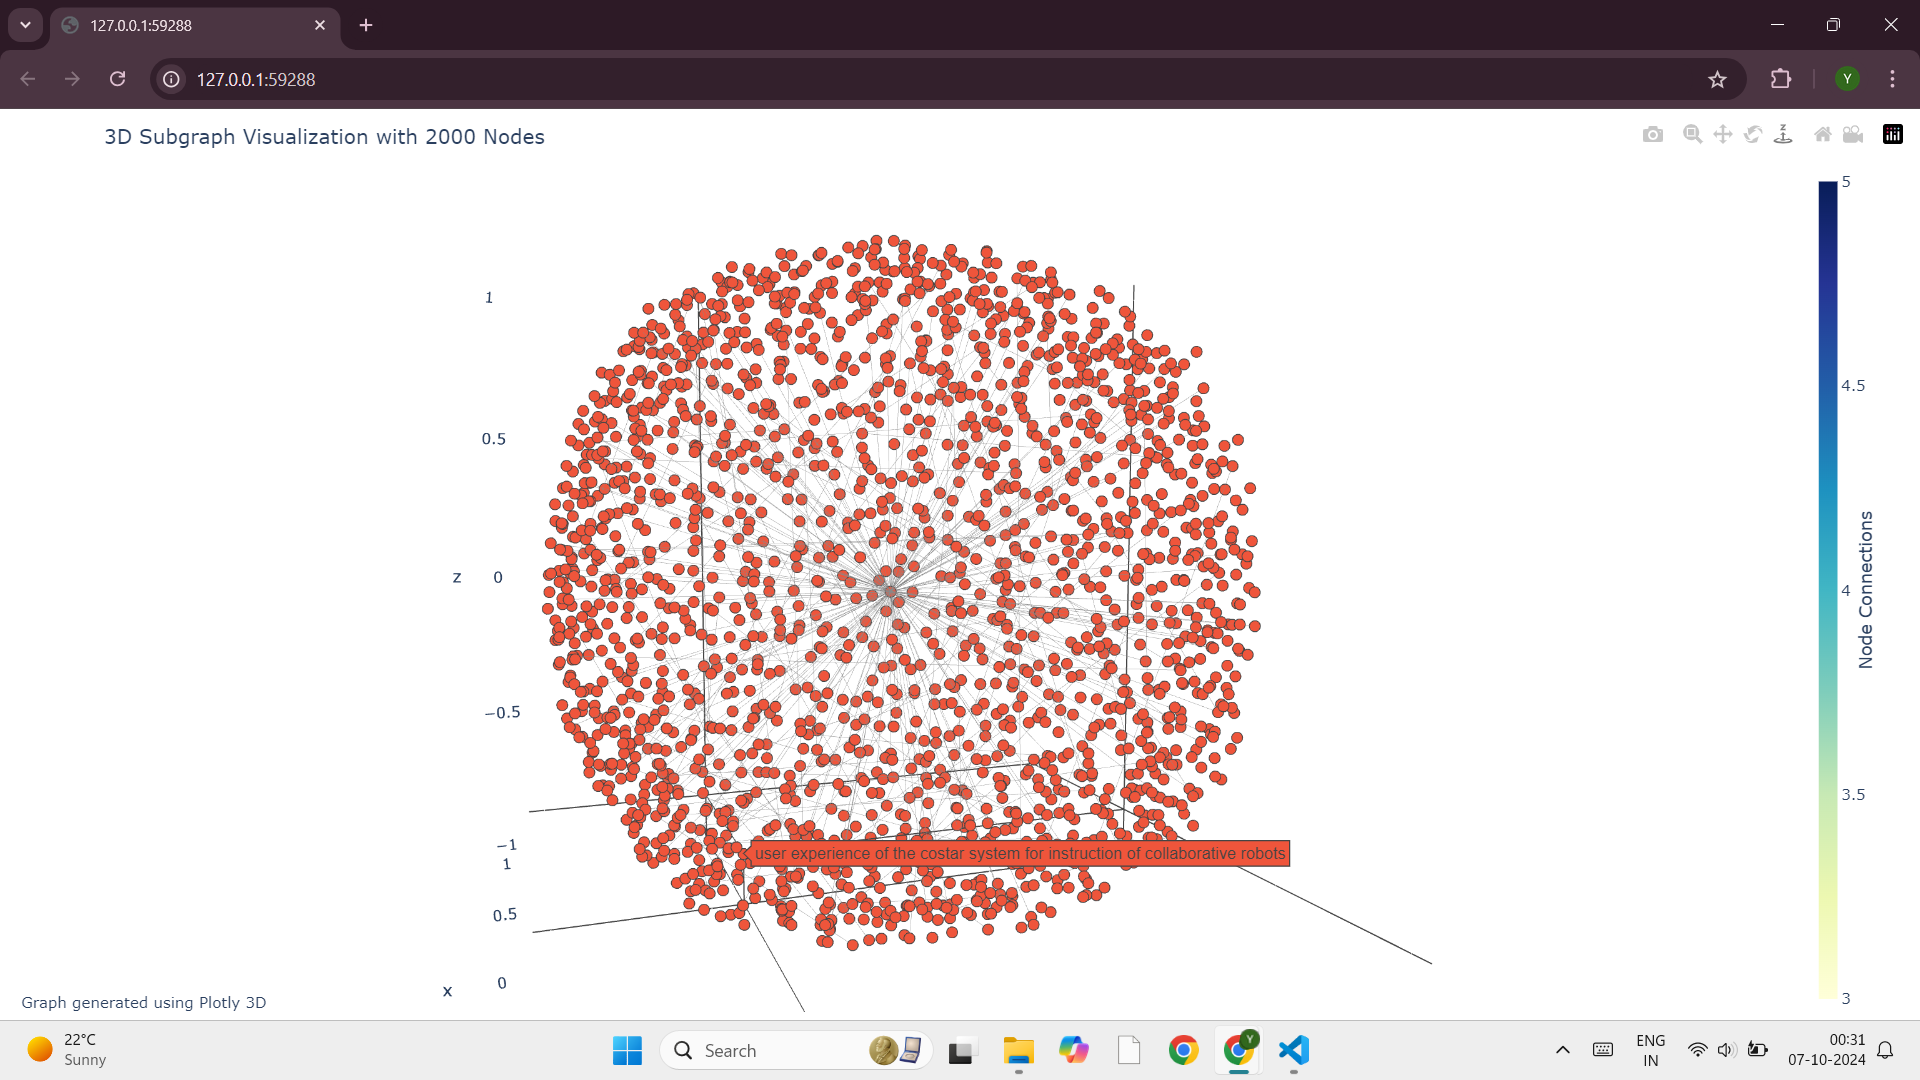 127.0.0.1:59288
127.0.0.1:59288
Y
3D Subgraph Visualization with 2000 Nodes
z
5
1
4.5
0.5
Node Connections
z
0
4
−0.5
3.5
−1
1
user experience of the costar system for instruction of collaborative robots
0.5
x
0
3
Graph generated using Plotly 3D
22°C
Sunny
Search
Y
ENG
IN
00:31
07-10-2024